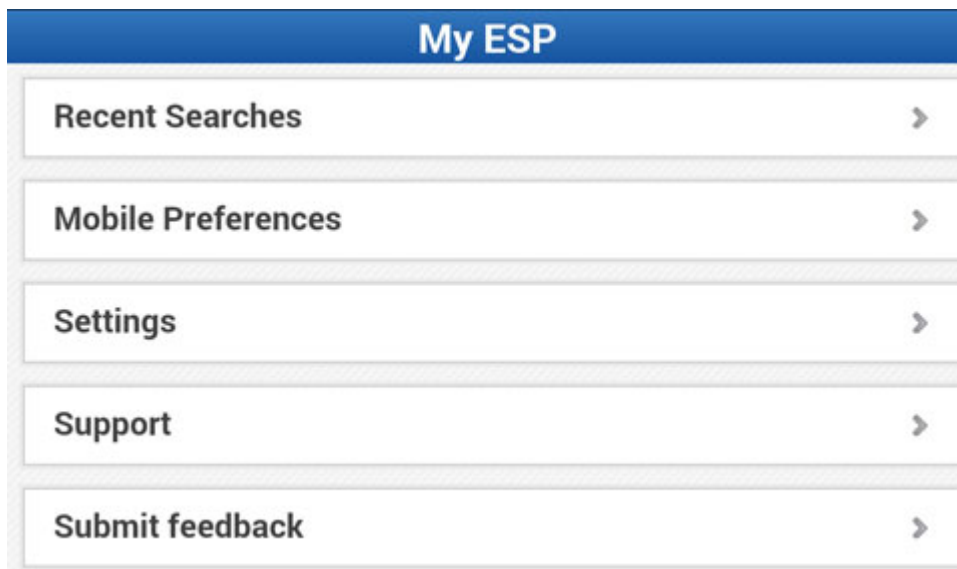 My ESP
Recent Searches
Mobile Preferences
Settings
Support
Submit feedback